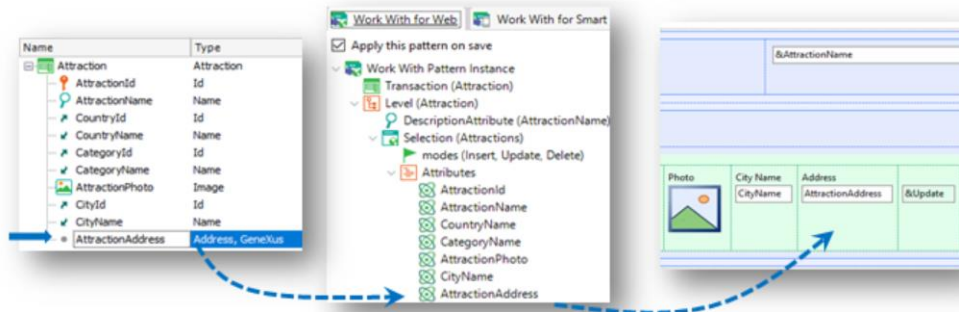 Name Type
Attraction Attraction
AttractionId Id
AttractionName Name
CountryId Id
CountryName Name
CategoryId Id
CategoryName Name
AttractionPhoto Image
CityId Id
CityName Name
AttractionAddress Address, GeneXus
Work With for Web Work With for Smart
Apply this pattern on save
Work With Pattern Instance
Transaction (Attraction)
Level (Attraction)
DescriptionAttribute (AttractionName)
Selection (Attractions)
modes (Insert, Update, Delete)
Attributes
AttractionId
AttractionName
CountryName
CategoryName
AttractionPhoto
CityName
AttractionAddress
&AttractionName
Photo City Name Address
CityName AttractionAddress &Update